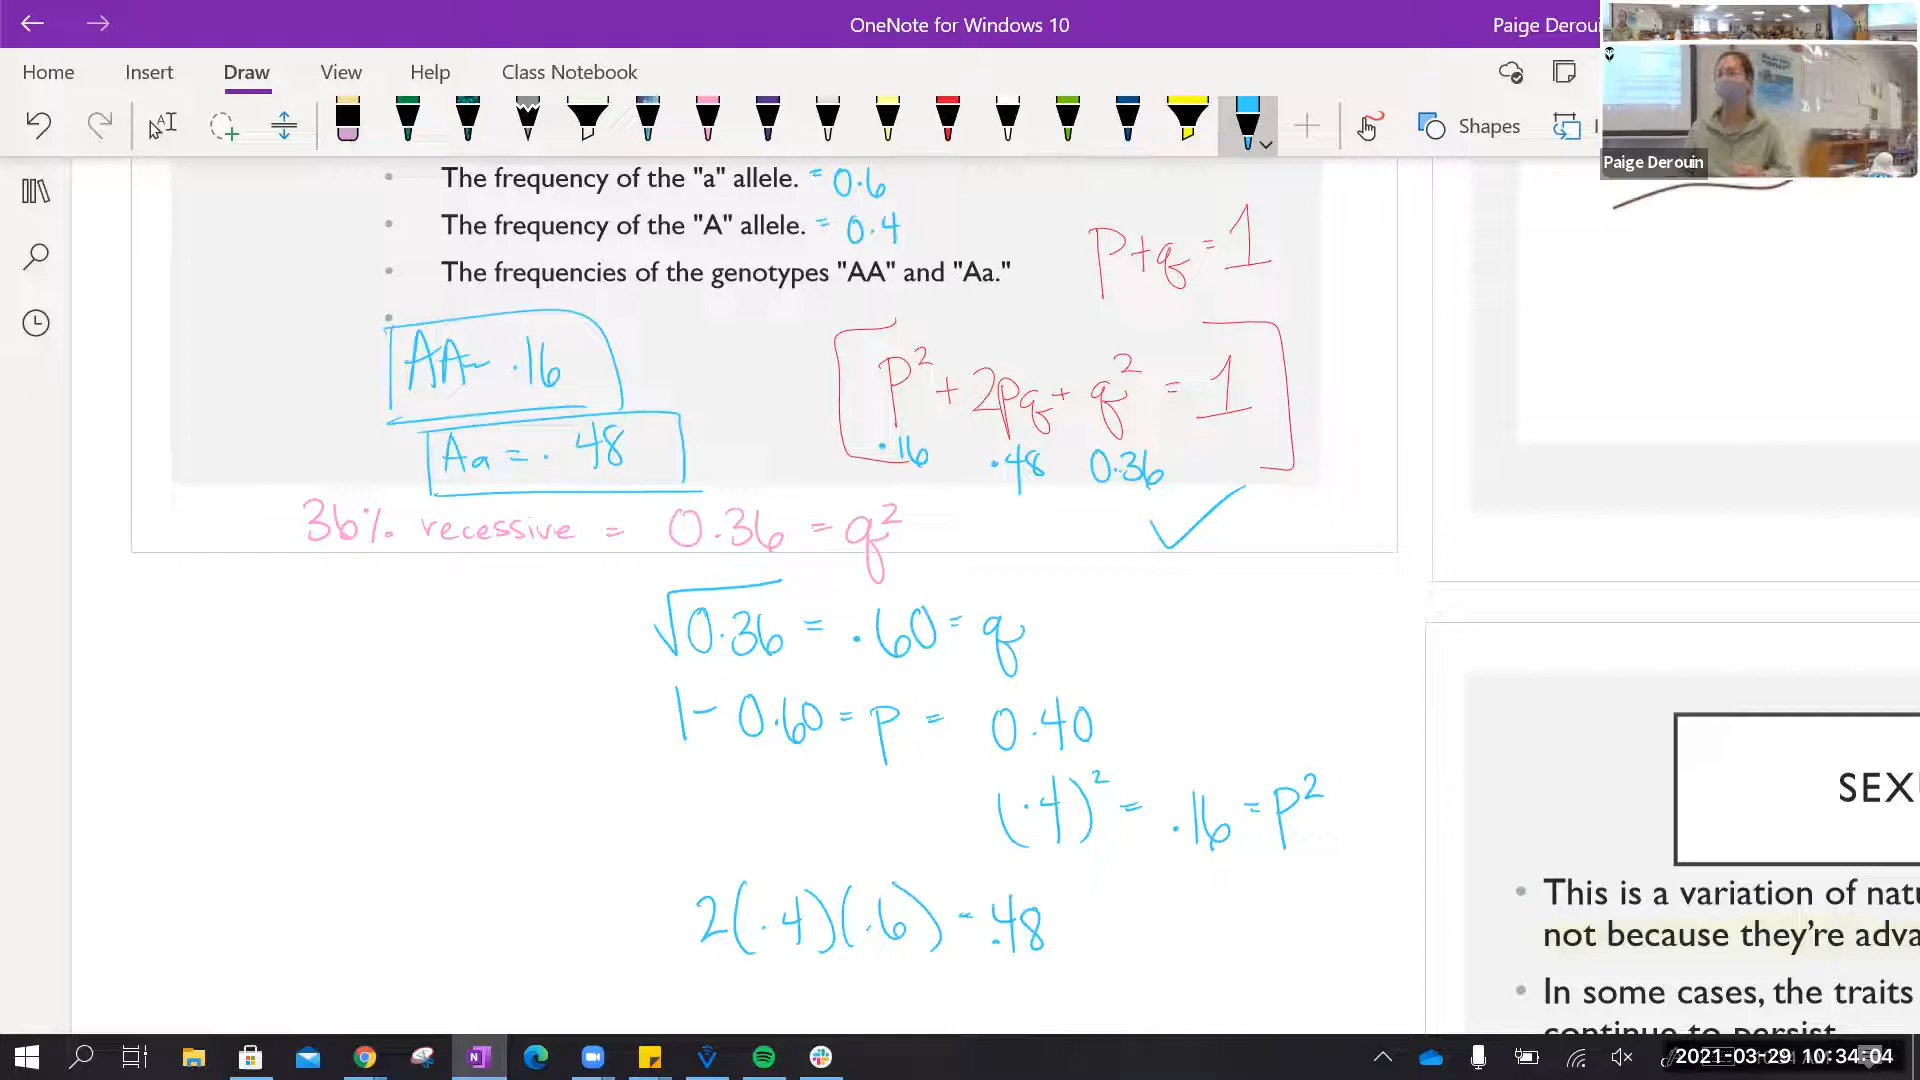 OneNote for Windows 10
Paige Derou
Home Insert Draw View Help Class Notebook
Shapes
Paige Derouin
The frequency of the "a" allele. = 0.6
The frequency of the "A" allele. = 0.4
The frequencies of the genotypes "AA" and "Aa."
p+q = 1
AA = .16
Aa = .48
p² + 2pq + q² = 1
.16 .48 0.36
36% recessive = 0.36 = q²
√0.36 = .60 = q
1 - 0.60 = p = 0.40
(.4)² = .16 = p²
2(.4)(.6) = .48
SEX
This is a variation of natu
not because they're adva
In some cases, the traits
continue to persist
2021-03-29 10:34:04